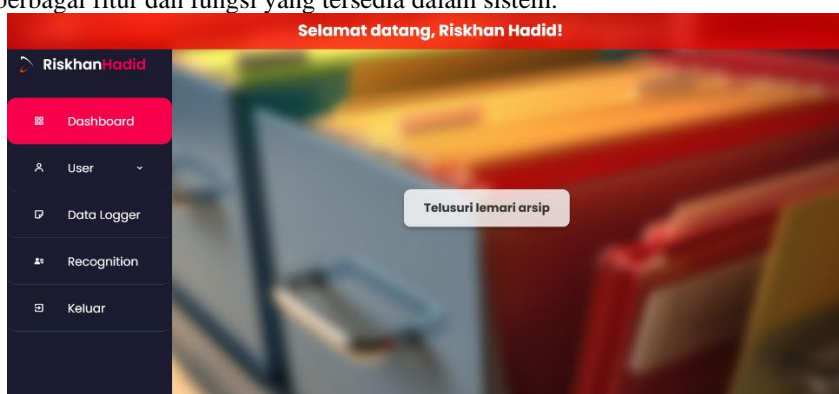 berbagai fitur dan fungsi yang tersedia dalam sistem.
Selamat datang, Riskhan Hadid!
RiskhanHadid
Dashboard
User
Data Logger
Recognition
Keluar
Telusuri lemari arsip